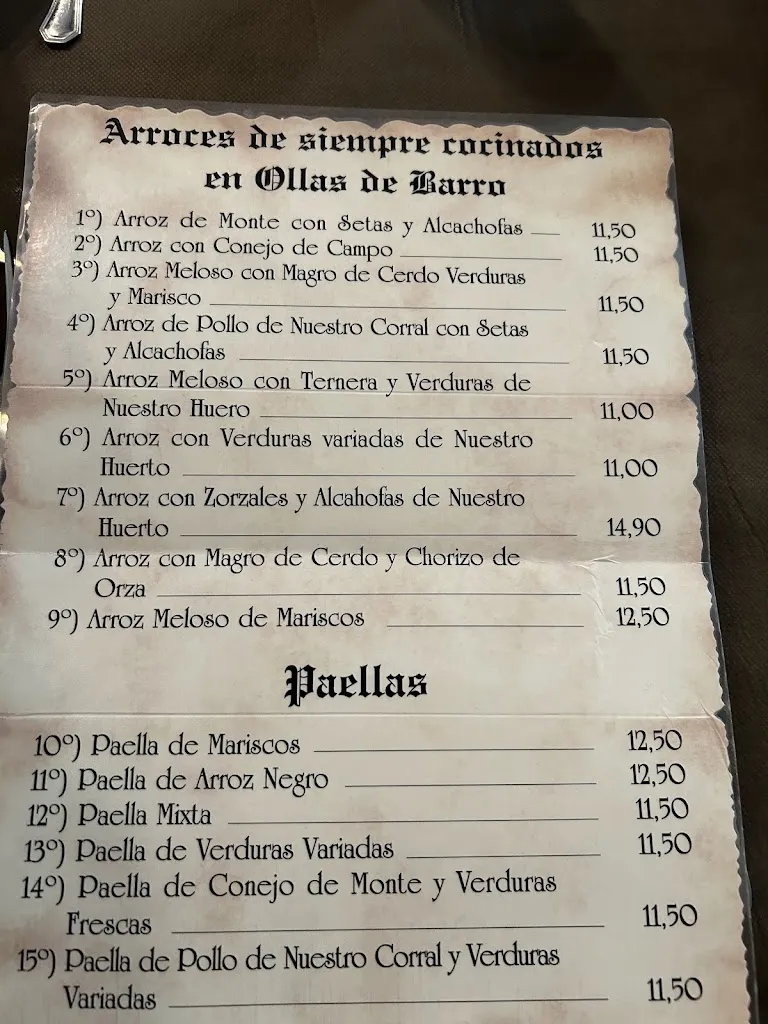 Arroces de siempre cocinados
en Ollas de Barro
1º) Arroz de Monte con Setas y Alcachofas 11,50
2º) Arroz con Conejo de Campo 11,50
3º) Arroz Meloso con Magro de Cerdo Verduras
y Marisco 11,50
4º) Arroz de Pollo de Nuestro Corral con Setas
y Alcachofas 11,50
5º) Arroz Meloso con Ternera y Verduras de
Nuestro Huero 11,00
6º) Arroz con Verduras variadas de Nuestro
Huerto 11,00
7º) Arroz con Zorzales y Alcahofas de Nuestro
Huerto 14,90
8º) Arroz con Magro de Cerdo y Chorizo de
Orza 11,50
9º) Arroz Meloso de Mariscos 12,50
Paellas
10º) Paella de Mariscos 12,50
11º) Paella de Arroz Negro 12,50
12º) Paella Mixta 11,50
13º) Paella de Verduras Variadas 11,50
14º) Paella de Conejo de Monte y Verduras
Frescas 11,50
15º) Paella de Pollo de Nuestro Corral y Verduras
Variadas 11,50